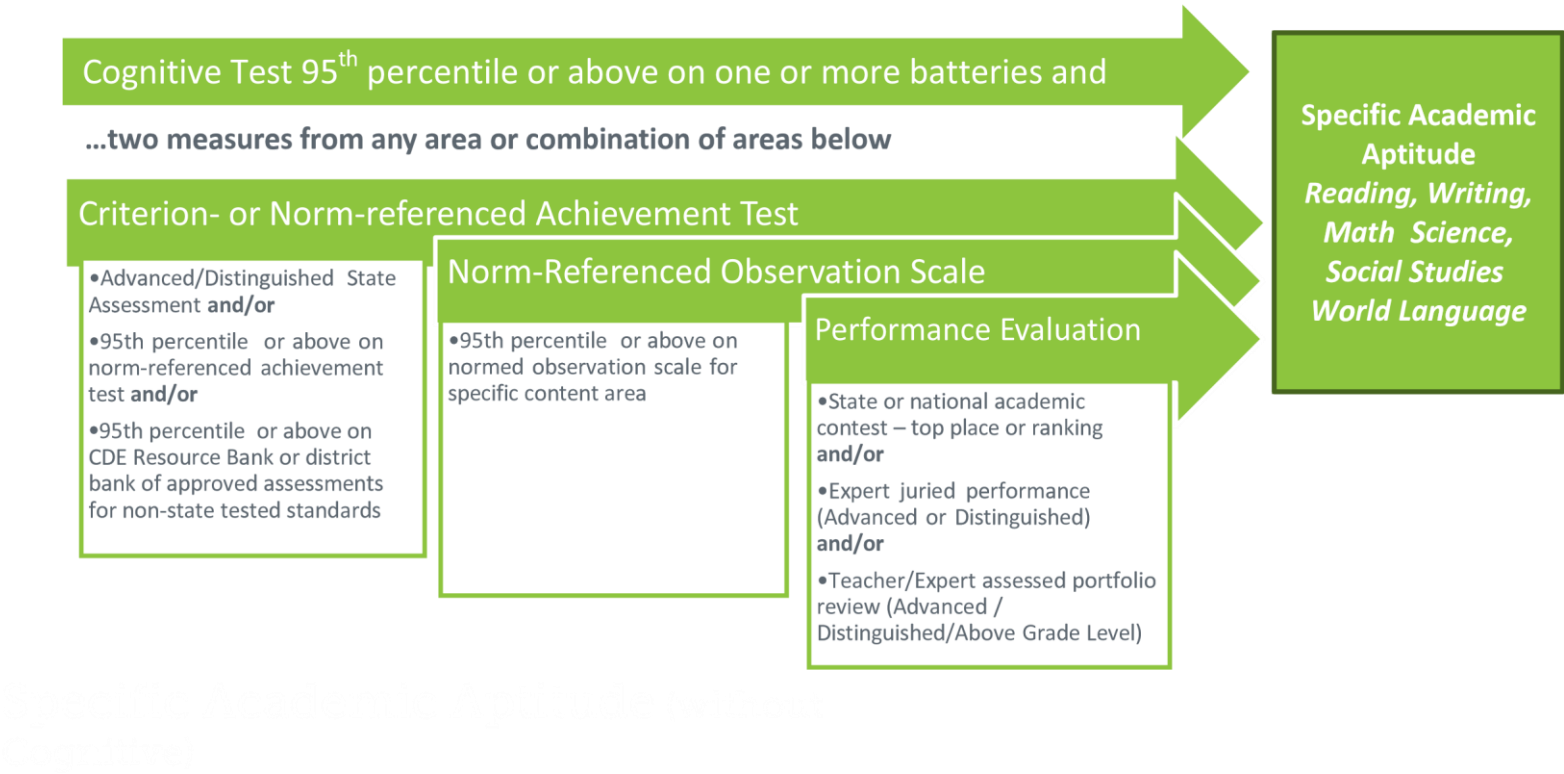 Cognitive Test 95th percentile or above on one or more batteries and
...two measures from any area or combination of areas below
Criterion- or Norm-referenced Achievement Test
•Advanced/Distinguished State
Assessment and/or
•95th percentile or above on
norm-referenced achievement
test and/or
•95th percentile or above on
CDE Resource Bank or district
bank of approved assessments
for non-state tested standards
Norm-Referenced Observation Scale
•95th percentile or above on
normed observation scale for
specific content area
Performance Evaluation
•State or national academic
contest – top place or ranking
and/or
•Expert juried performance
(Advanced or Distinguished)
and/or
•Teacher/Expert assessed portfolio
review (Advanced /
Distinguished/Above Grade Level)
Specific Academic
Aptitude
Reading, Writing,
Math Science,
Social Studies
World Language